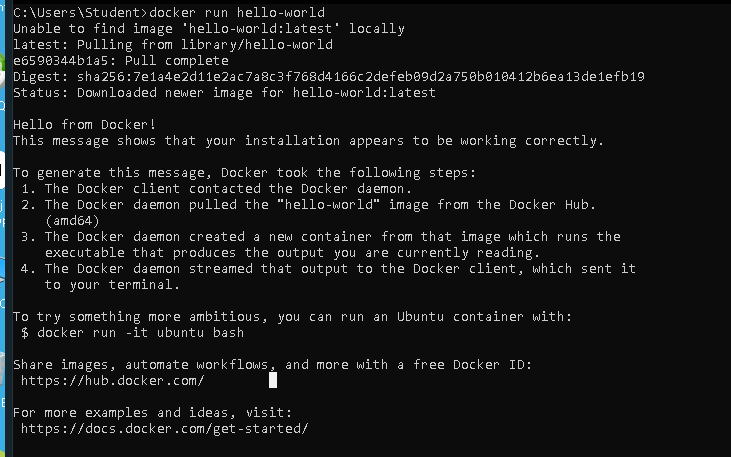 C:\Users\Student>docker run hello-world
Unable to find image 'hello-world:latest' locally
latest: Pulling from library/hello-world
e6590344b1a5: Pull complete
Digest: sha256:7e1a4e2d11e2ac7a8c3f768d4166c2defeb09d2a750b010412b6ea13de1efb19
Status: Downloaded newer image for hello-world:latest

Hello from Docker!
This message shows that your installation appears to be working correctly.

To generate this message, Docker took the following steps:
 1. The Docker client contacted the Docker daemon.
 2. The Docker daemon pulled the "hello-world" image from the Docker Hub.
    (amd64)
 3. The Docker daemon created a new container from that image which runs the
    executable that produces the output you are currently reading.
 4. The Docker daemon streamed that output to the Docker client, which sent it
    to your terminal.

To try something more ambitious, you can run an Ubuntu container with:
 $ docker run -it ubuntu bash

Share images, automate workflows, and more with a free Docker ID:
 https://hub.docker.com/

For more examples and ideas, visit:
 https://docs.docker.com/get-started/